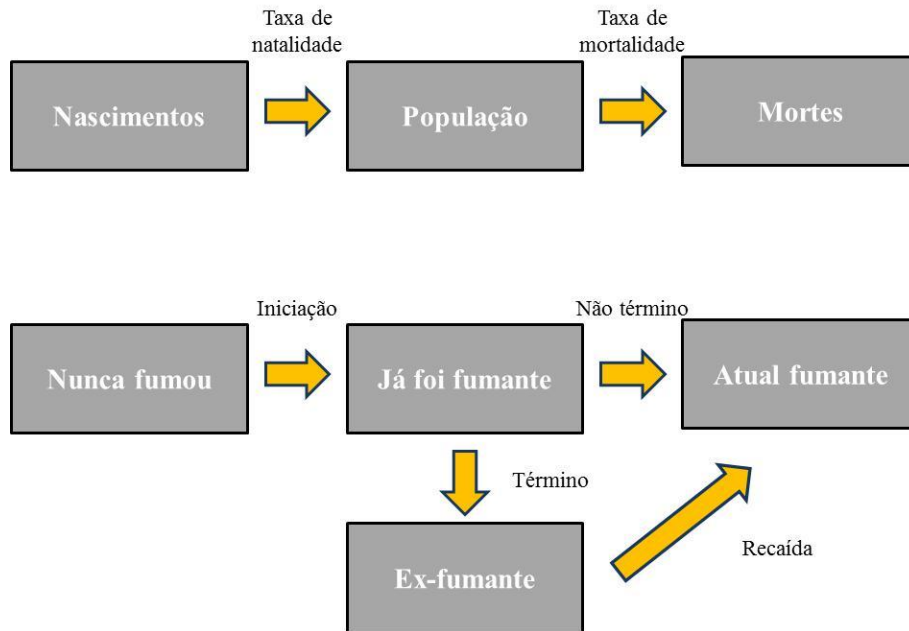 Taxa de
natalidade
Taxa de
mortalidade
Nascimentos
População
Mortes
Iniciação
Não término
Nunca fumou
Já foi fumante
Atual fumante
Término
Ex-fumante
Recaída